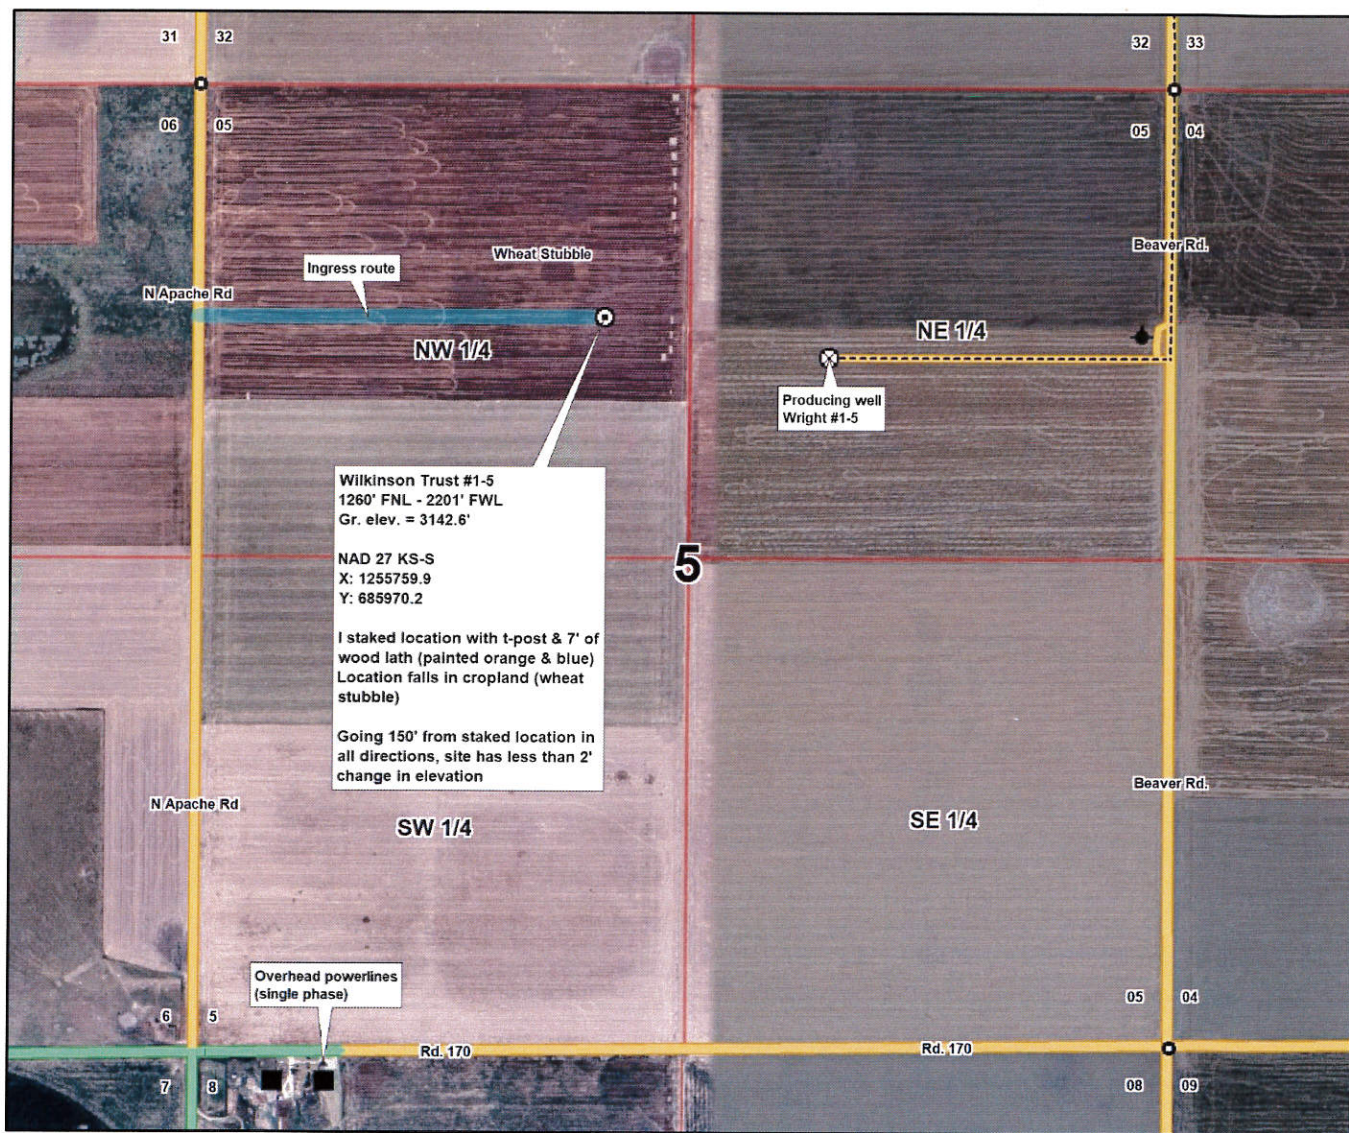 31 32
32 33
06 05
05 04
Wheat Stubble
Beaver Rd.
Ingress route
N Apache Rd
NW 1/4
NE 1/4
Producing well
Wright #1-5
Wilkinson Trust #1-5
1260' FNL - 2201' FWL
Gr. elev. = 3142.6'
NAD 27 KS-S
X: 1255759.9
Y: 685970.2
I staked location with t-post & 7' of
wood lath (painted orange & blue)
Location falls in cropland (wheat
stubble)
Going 150' from staked location in
all directions, site has less than 2'
change in elevation
5
N Apache Rd
Beaver Rd.
SW 1/4
SE 1/4
Overhead powerlines
(single phase)
6 5
05 04
Rd. 170
Rd. 170
7 8
08 09